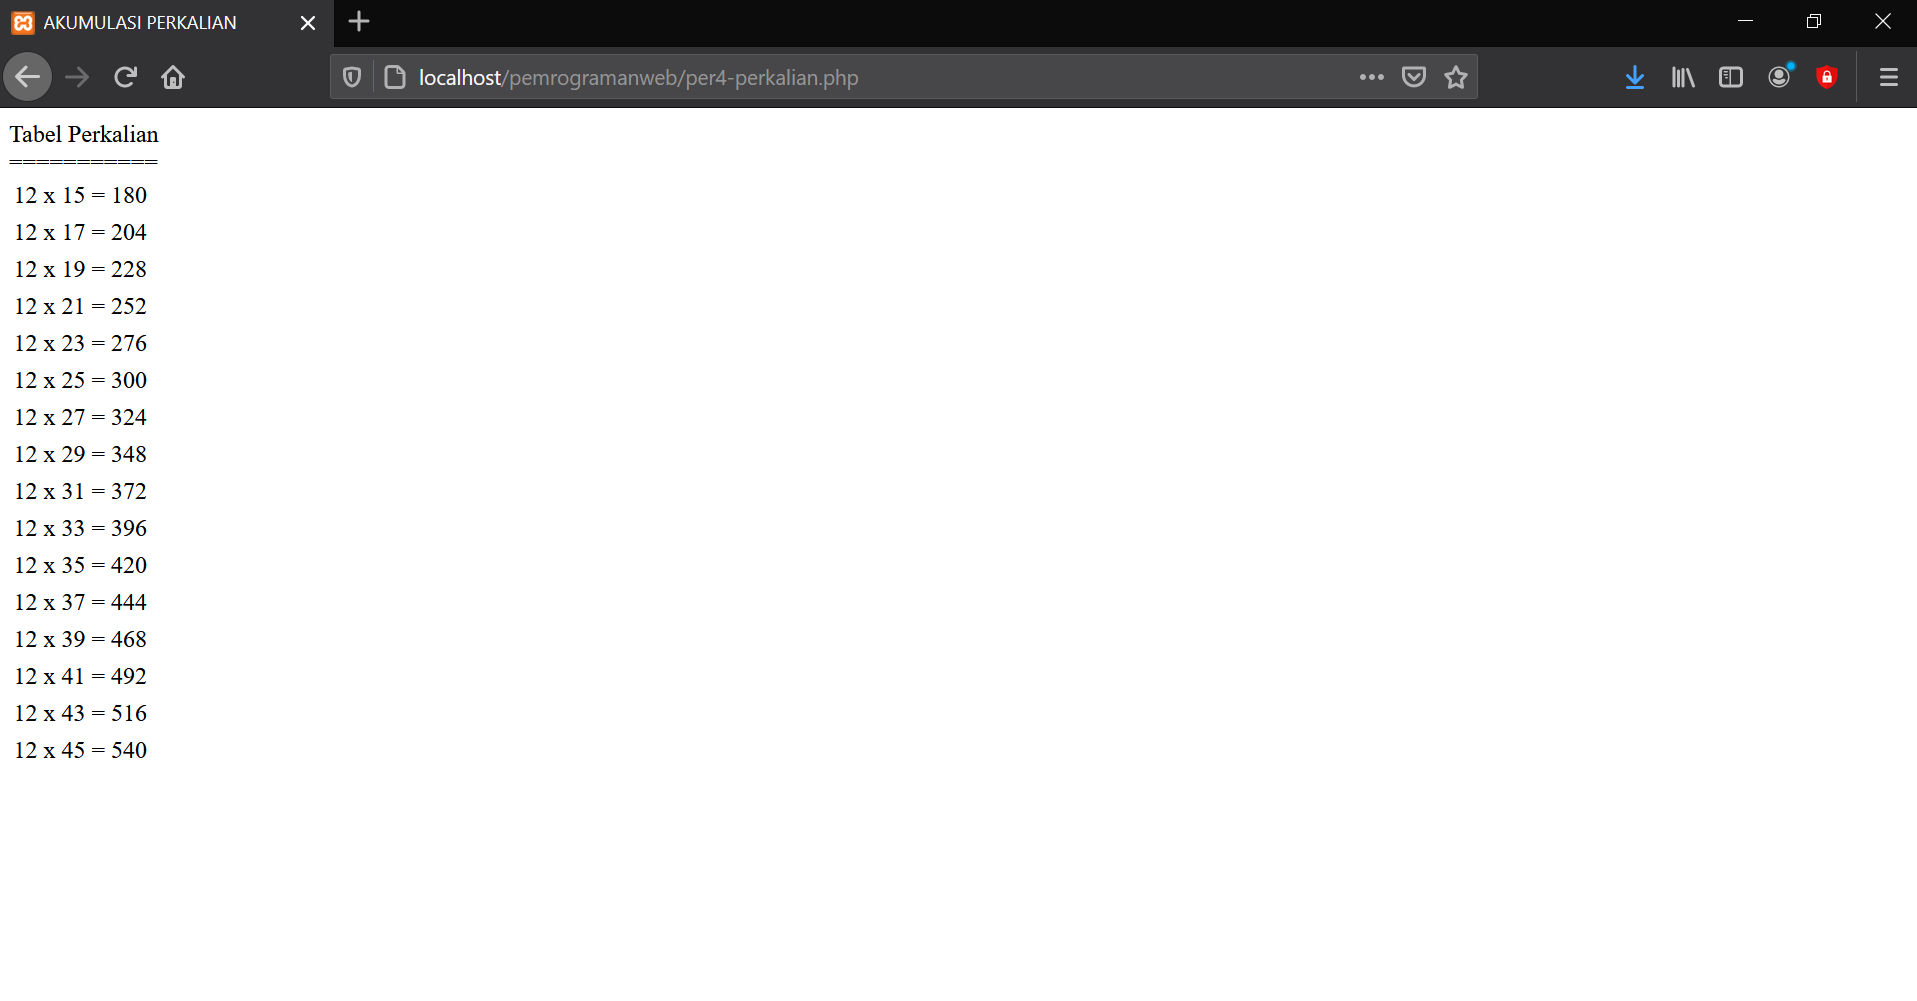 AKUMULASI PERKALIAN
localhost/pemrogramanweb/per4-perkalian.php
Tabel Perkalian
===========
12 x 15 = 180
12 x 17 = 204
12 x 19 = 228
12 x 21 = 252
12 x 23 = 276
12 x 25 = 300
12 x 27 = 324
12 x 29 = 348
12 x 31 = 372
12 x 33 = 396
12 x 35 = 420
12 x 37 = 444
12 x 39 = 468
12 x 41 = 492
12 x 43 = 516
12 x 45 = 540